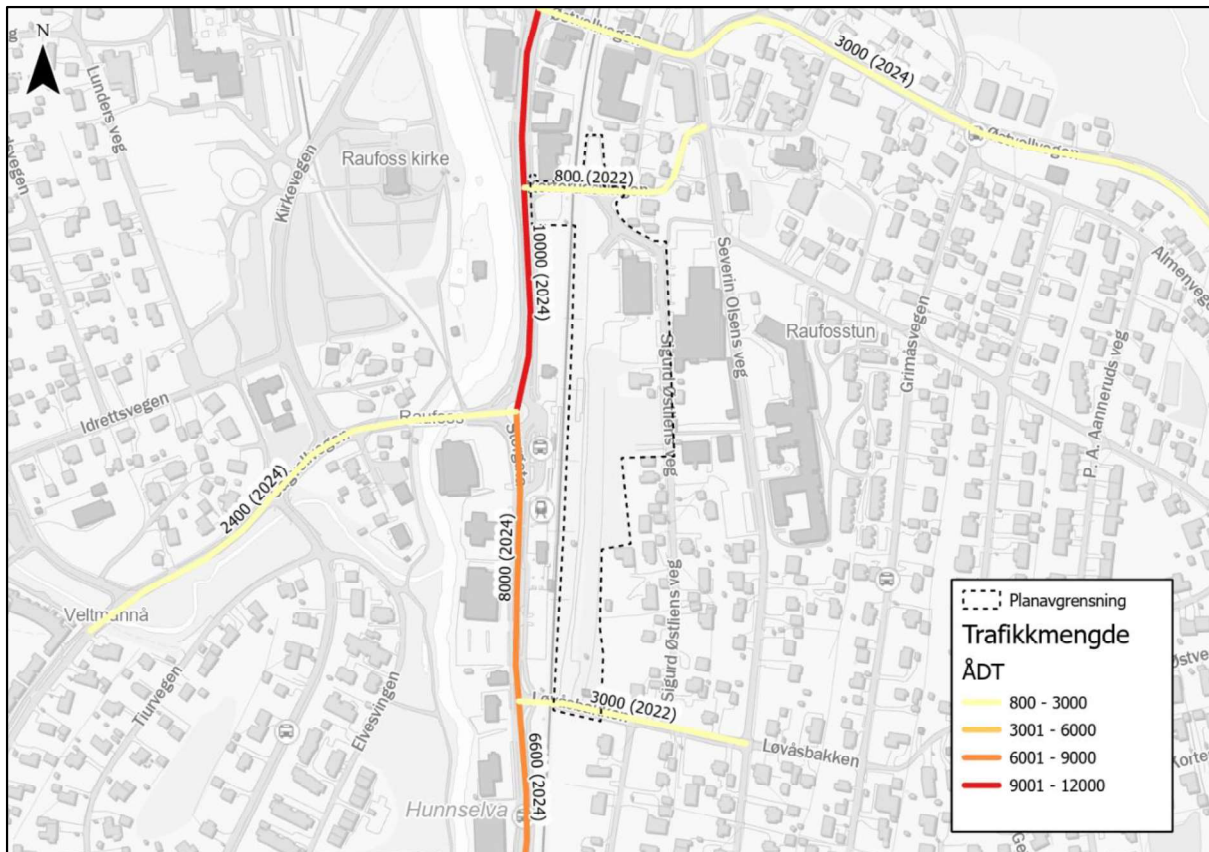 Østvollvegen
N
3000 (2024)
Lunders veg
Kirkevegen
Raufoss kirke
Østvollvegen
800 (2022)
10000 (2024)
Severin Olsens veg
Almenvegen
Raufosstun
Grimåsvegen
Sigurd Østliens veg
P. A. Aanneruds veg
Idrettsvegen
Raufoss
Storgata
2400 (2024)
8000 (2024)
Sigurd Østliens veg
Veltmannå
Tiurvegen
Elvesvingen
3000 (2022)
Løvåsbakken
6600 (2024)
Hunnselva
Planavgrensning
Trafikkmengde
ÅDT
800 - 3000
3001 - 6000
6001 - 9000
9001 - 12000